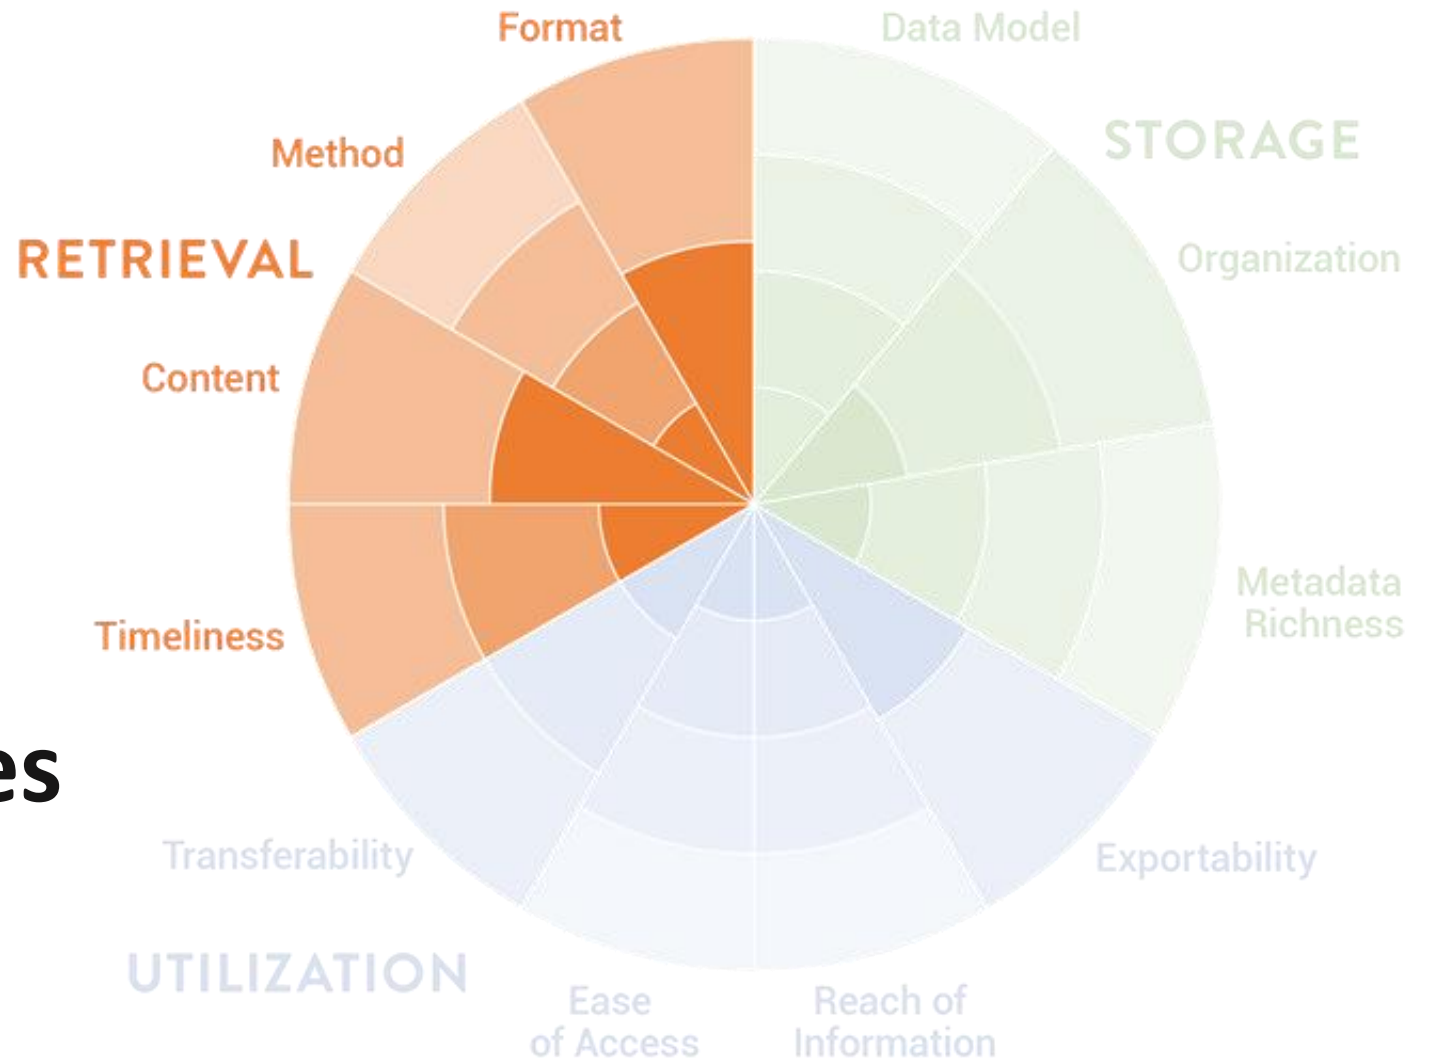 Format
Data Model
STORAGE
Method
RETRIEVAL
Organization
Content
Metadata
Richness
Timeliness
es
Transferability
Exportability
UTILIZATION
Ease
of Access
Reach of
Information